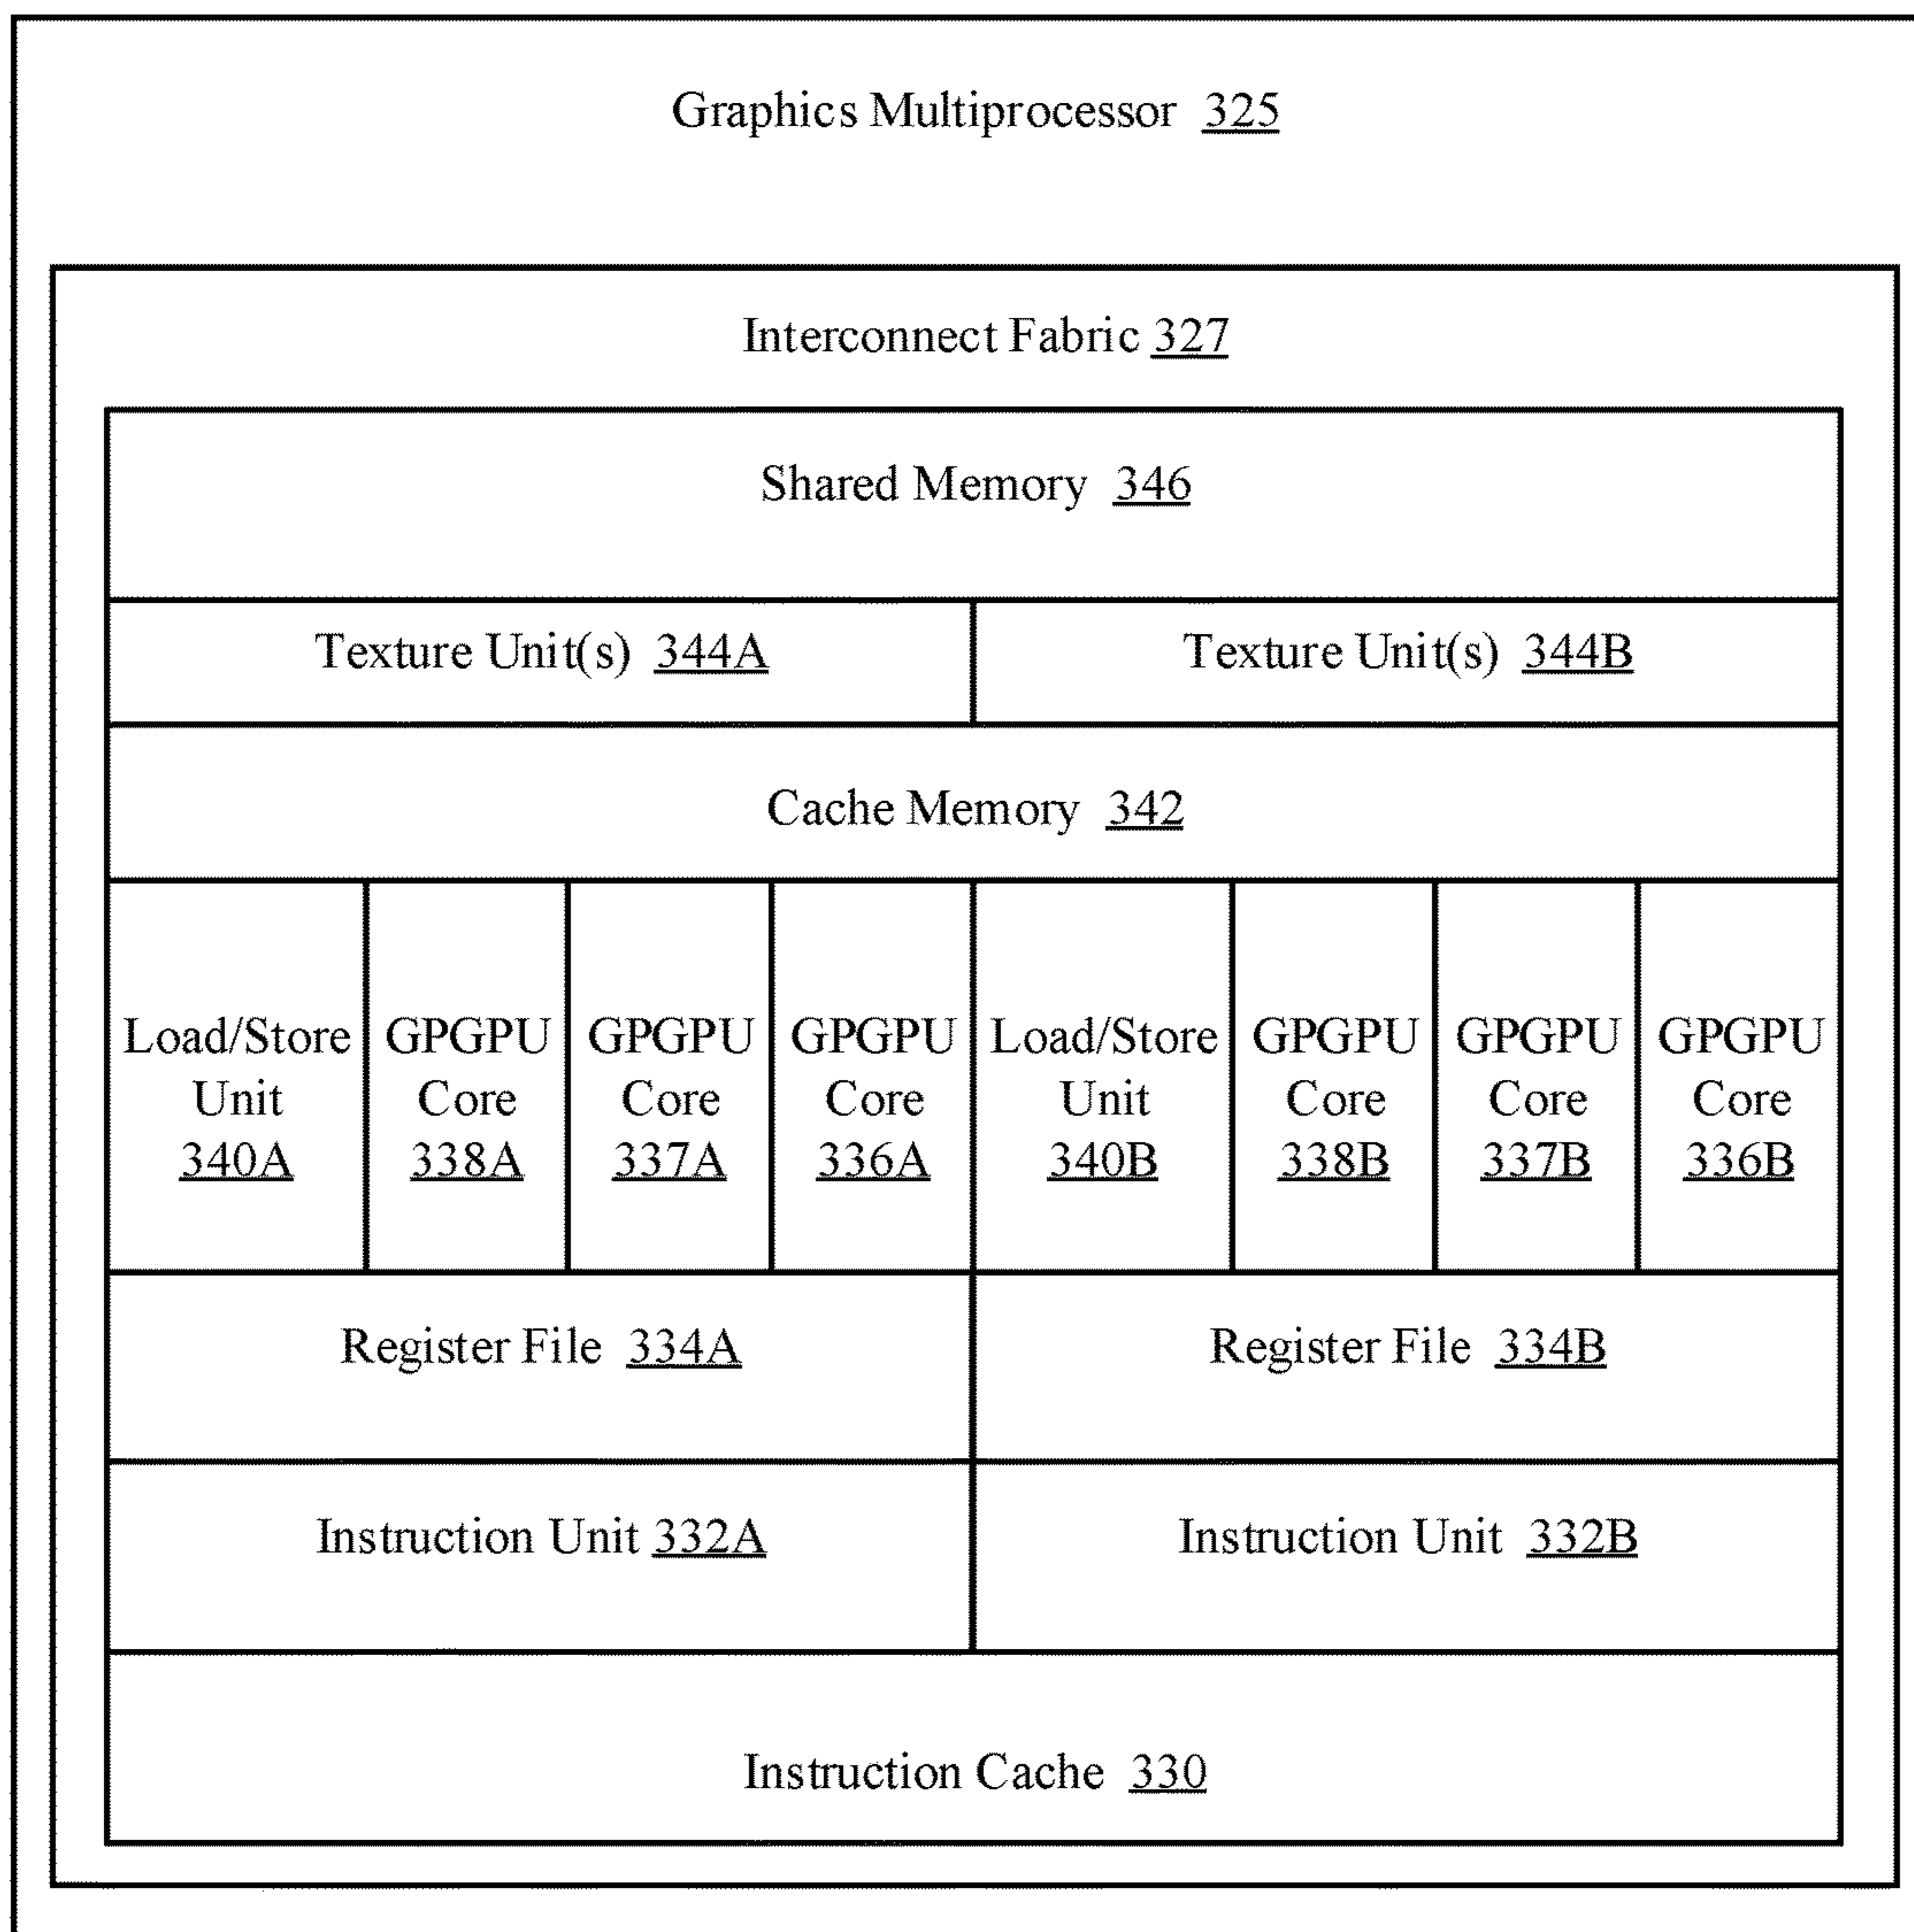 Graphics Multiprocessor 325
Interconnect Fabric 327
Shared Memory 346
Texture Unit(s) 344A
Texture Unit(s) 344B
Cache Memory 342
Load/Store
Unit
340A
GPGPU
Core
338A
GPGPU
Core
337A
GPGPU
Core
336A
Load/Store
Unit
340B
GPGPU
Core
338B
GPGPU
Core
337B
GPGPU
Core
336B
Register File 334A
Register File 334B
Instruction Unit 332A
Instruction Unit 332B
Instruction Cache 330